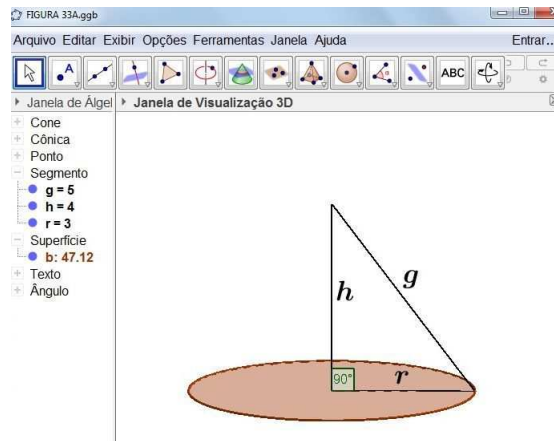 FIGURA 33A.ggb
Arquivo Editar Exibir Opções Ferramentas Janela Ajuda Entrar...
ABC
Janela de Álgel
Janela de Visualização 3D
Cone
Cônica
Ponto
Segmento
g = 5
h = 4
r = 3
Superfície
b: 47.12
Texto
Ângulo
h
g
90°
r